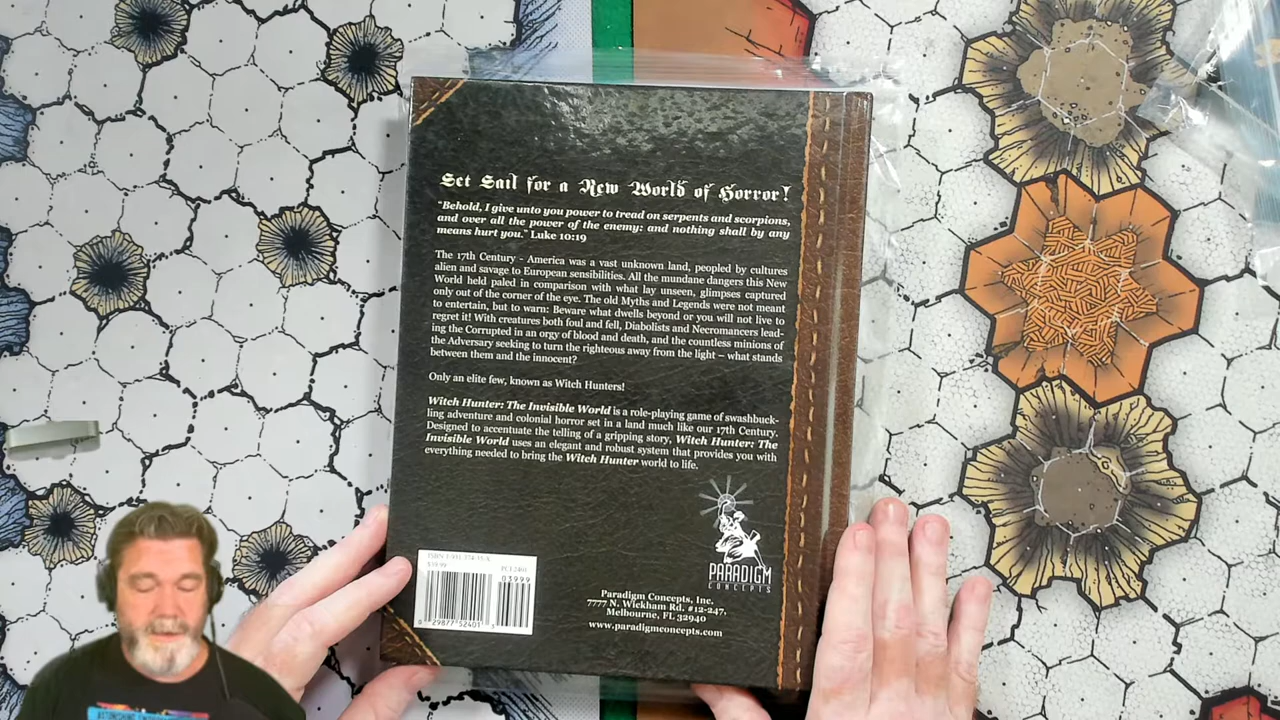 Set Sail for a New World of Horror!
"Behold, I give unto you power to tread on serpents and scorpions,
and over all the power of the enemy: and nothing shall by any
means hurt you." Luke 10:19
The 17th Century - America was a vast unknown land, peopled by cultures
alien and savage to European sensibilities. All the mundane dangers this New
World held paled in comparison with what lay unseen, glimpses captured
only out of the corner of the eye. The old Myths and Legends were not meant
to entertain, but to warn: Beware what dwells beyond or you will not live to
regret it! With creatures both foul and fell, Diabolists and Necromancers lead-
ing the Corrupted in an orgy of blood and death, and the countless minions of
the Adversary seeking to turn the righteous away from the light – what stands
between them and the innocent?
Only an elite few, known as Witch Hunters!
Witch Hunter: The Invisible World is a role-playing game of swashbuck-
ling adventure and colonial horror set in a land much like our 17th Century.
Designed to accentuate the telling of a gripping story, Witch Hunter: The
Invisible World uses an elegant and robust system that provides you with
everything needed to bring the Witch Hunter world to life.
PARADIGM
CONCEPTS
03999
Paradigm Concepts, Inc.
7777 N. Wickham Rd. #12-247,
Melbourne, FL 32940
www.paradigmeconcepts.com